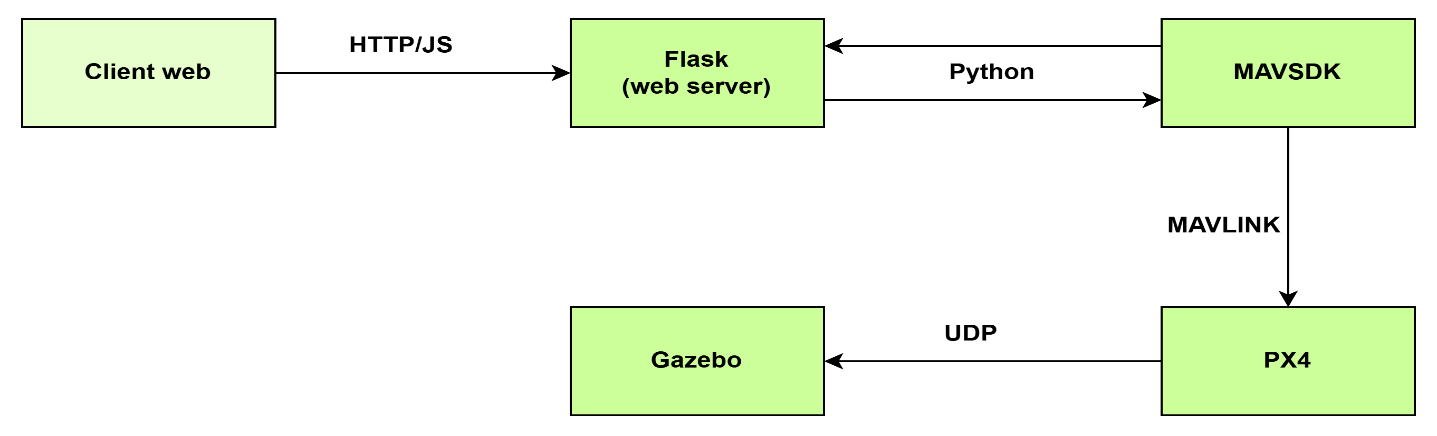 Client web
HTTP/JS
Flask
(web server)
Python
MAVSDK
MAVLINK
Gazebo
UDP
PX4